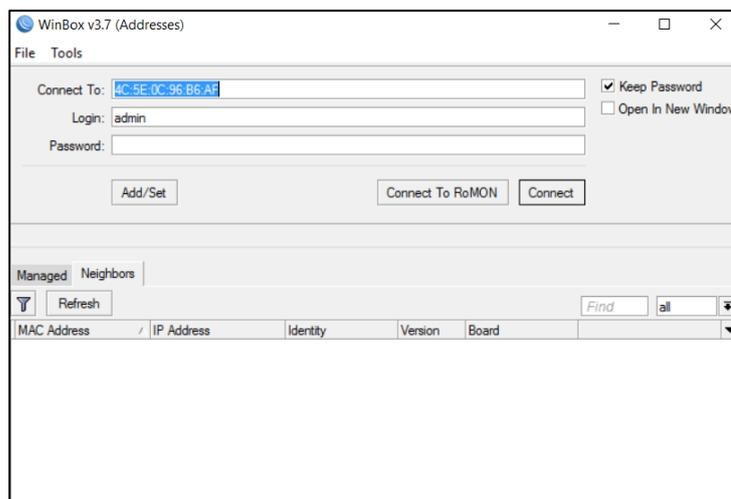 WinBox v3.7 (Addresses)
File Tools
Connect To: 4C:5E:0C:96:B6:AF Keep Password
Login: admin Open In New Window
Password:
Add/Set Connect To RoMON Connect
Managed Neighbors
Refresh Find all
MAC Address IP Address Identity Version Board